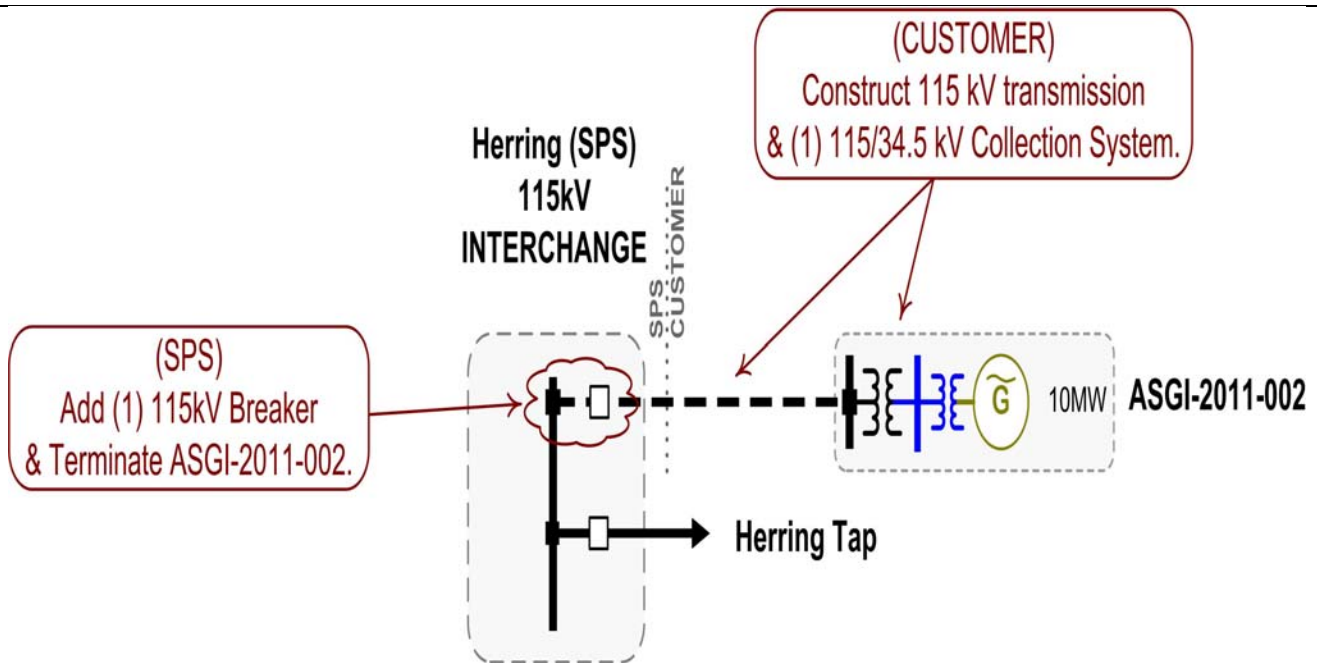 (CUSTOMER)
Construct 115 kV transmission
& (1) 115/34.5 kV Collection System.
Herring (SPS)
115kV
INTERCHANGE
SPS
CUSTOMER
(SPS)
Add (1) 115kV Breaker
& Terminate ASGI-2011-002.
G
10MW
ASGI-2011-002
Herring Tap